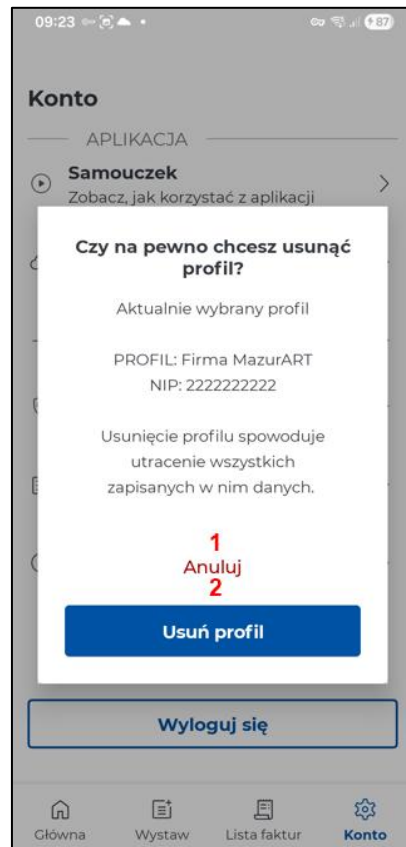 09:23
87
Konto
APLIKACJA
Samouczek
Zobacz, jak korzystać z aplikacji
Czy na pewno chcesz usunąć
profil?
Aktualnie wybrany profil
PROFIL: Firma MazurART
NIP: 2222222222
Usunięcie profilu spowoduje
utracenie wszystkich
zapisanych w nim danych.
1
Anuluj
2
Usuń profil
Wyloguj się
Główna Wystaw Lista faktur Konto